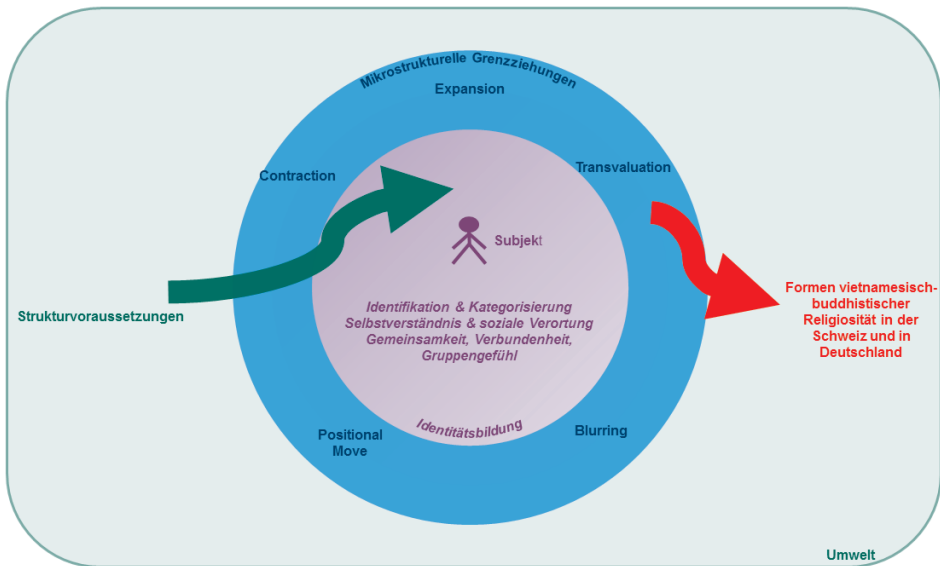 Mikrostrukturelle Grenzziehungen
Expansion
Contraction
Transvaluation
Subjekt
Strukturvoraussetzungen
Formen vietnamesisch-
buddhistischer
Religiosität in der
Schweiz und in
Deutschland
Identifikation & Kategorisierung
Selbstverständnis & soziale Verortung
Gemeinsamkeit, Verbundenheit,
Gruppengefühl
Identitätsbildung
Positional
Move
Blurring
Umwelt